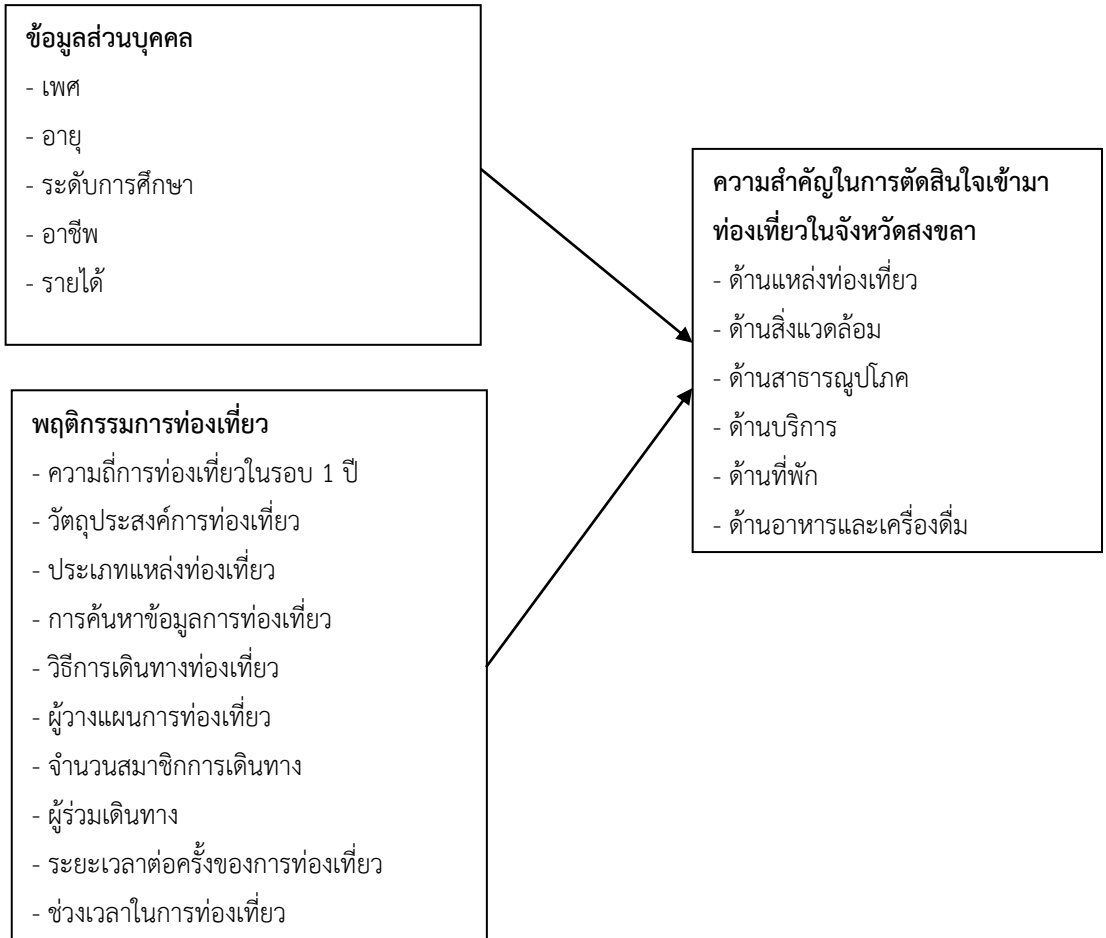 ข้อมูลส่วนบุคคล
- เพศ
- อายุ
- ระดับการศึกษา
- อาชีพ
- รายได้
ความสำคัญในการตัดสินใจเข้ามา
ท่องเที่ยวในจังหวัดสงขลา
- ด้านแหล่งท่องเที่ยว
- ด้านสิ่งแวดล้อม
- ด้านสาธารณูปโภค
- ด้านบริการ
- ด้านที่พัก
- ด้านอาหารและเครื่องดื่ม
พฤติกรรมการท่องเที่ยว
- ความถี่การท่องเที่ยวในรอบ 1 ปี
- วัตถุประสงค์การท่องเที่ยว
- ประเภทแหล่งท่องเที่ยว
- การค้นหาข้อมูลการท่องเที่ยว
- วิธีการเดินทางท่องเที่ยว
- ผู้วางแผนการท่องเที่ยว
- จำนวนสมาชิกการเดินทาง
- ผู้ร่วมเดินทาง
- ระยะเวลาต่อครั้งของการท่องเที่ยว
- ช่วงเวลาในการท่องเที่ยว